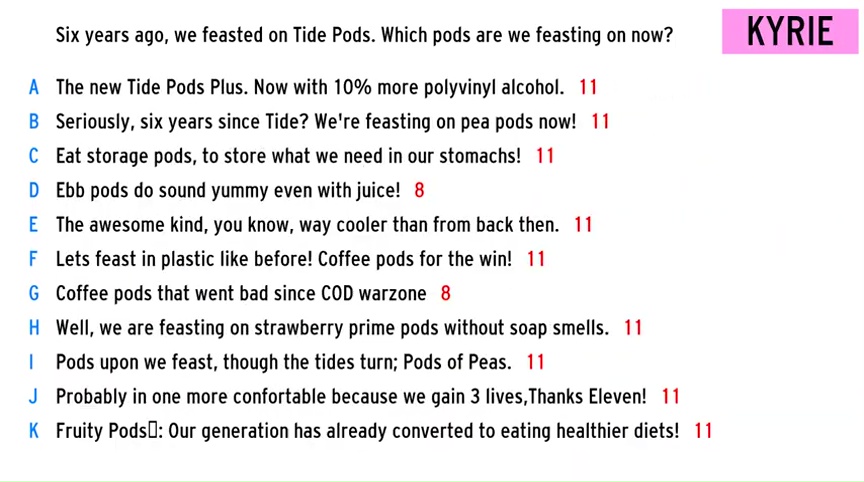 Six years ago, we feasted on Tide Pods. Which pods are we feasting on now?
KYRIE
A The new Tide Pods Plus. Now with 10% more polyvinyl alcohol. 11
B Seriously, six years since Tide? We're feasting on pea pods now! 11
C Eat storage pods, to store what we need in our stomachs! 11
D Ebb pods do sound yummy even with juice! 8
E The awesome kind, you know, way cooler than from back then. 11
F Lets feast in plastic like before! Coffee pods for the win! 11
G Coffee pods that went bad since COD warzone 8
H Well, we are feasting on strawberry prime pods without soap smells. 11
I Pods upon we feast, though the tides turn; Pods of Peas. 11
J Probably in one more confortable because we gain 3 lives,Thanks Eleven! 11
K Fruity Pods▯: Our generation has already converted to eating healthier diets! 11